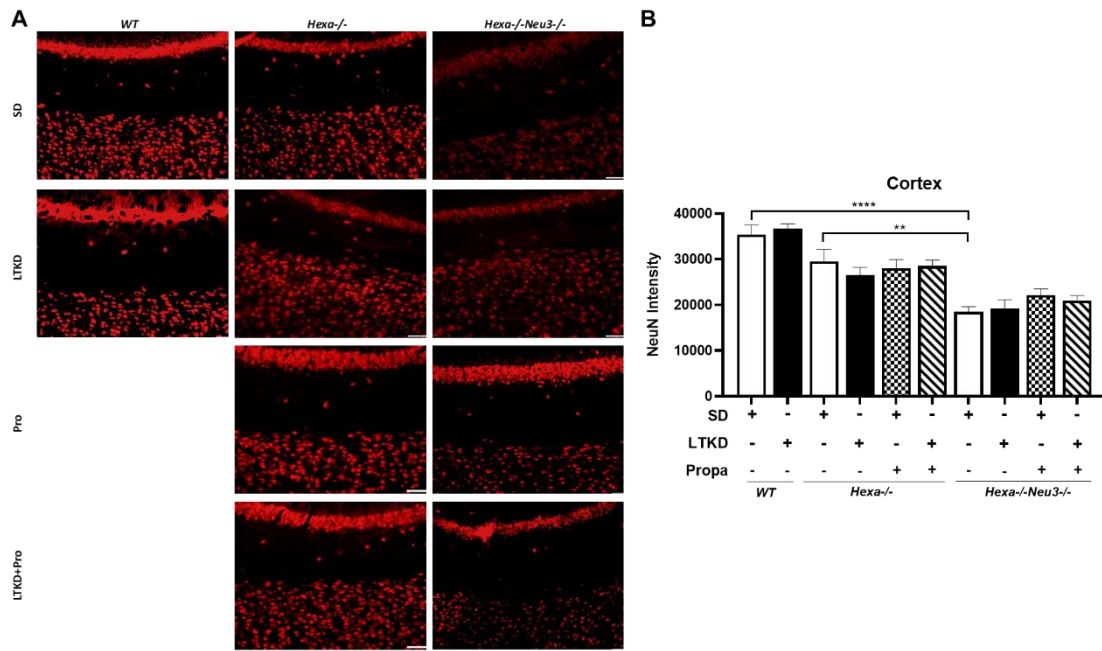 A
WT
Hexa-/-
Hexa-/-Neu3-/-
SD
LTKD
Pro
LTKD+Pro
B
Cortex
****
**
NeuN Intensity
40000
30000
20000
10000
0
SD + - + - + - + - + -
LTKD - + - + - + - + - +
Propa - - - - + + - - + +
WT Hexa-/- Hexa-/-Neu3-/-